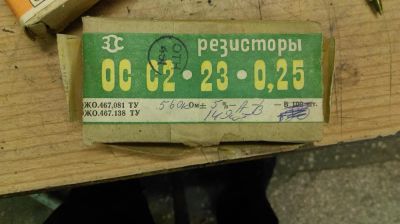 резисторы
ОС С2 · 23 · 0,25
ОЖО.467,081 ТУ 560 Ом ± 5 % — А-В — В 100 шт.
ОЖО.467.138 ТУ
ОТК